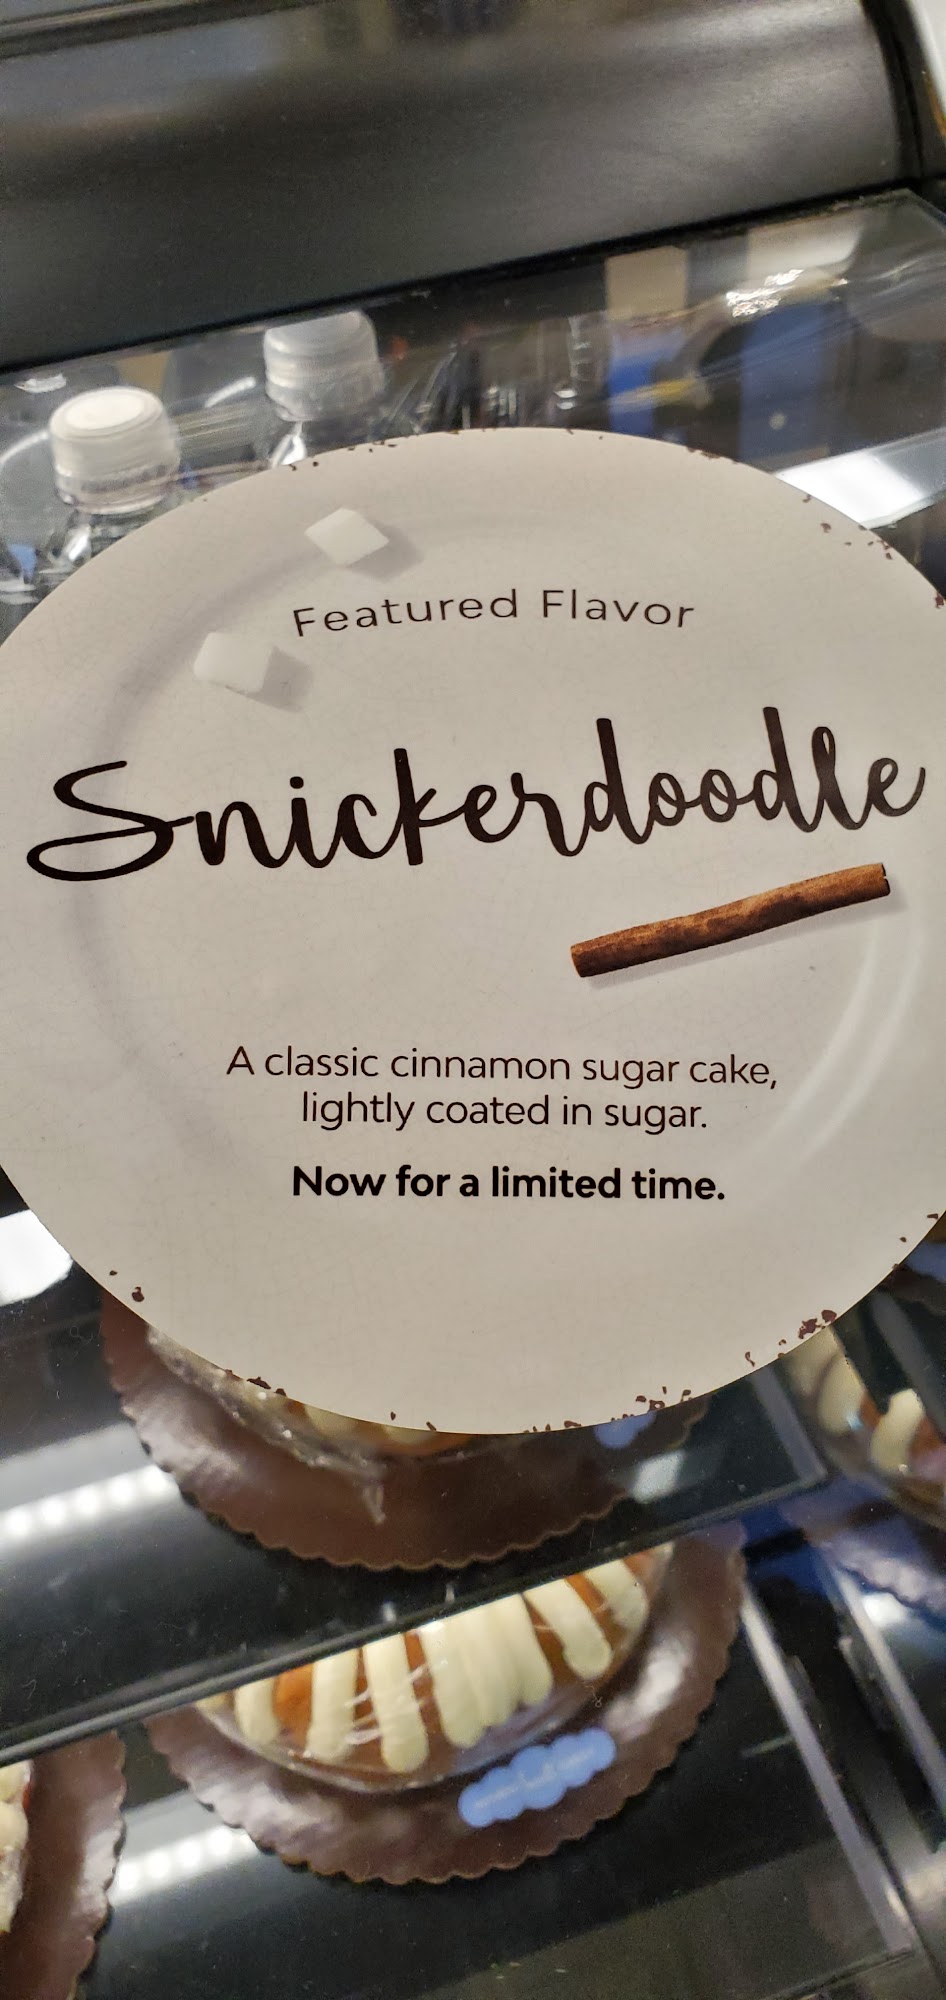 Featured Flavor
Snickerdoodle
A classic cinnamon sugar cake,
lightly coated in sugar.
Now for a limited time.